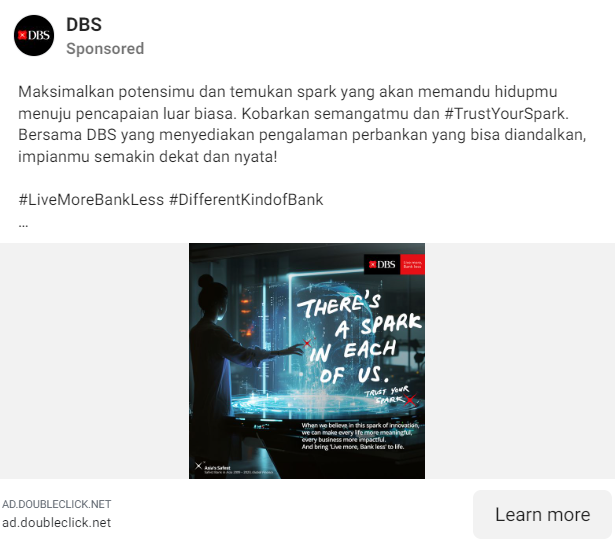 DBS
Sponsored
DBS
Maksimalkan potensimu dan temukan spark yang akan memandu hidupmu
menuju pencapaian luar biasa. Kobarkan semangatmu dan #TrustYourSpark.
Bersama DBS yang menyediakan pengalaman perbankan yang bisa diandalkan,
impianmu semakin dekat dan nyata!
#LiveMoreBankLess #DifferentKindofBank
...
DBS
Live more,
Bank less
THERE'S
A SPARK
IN EACH
OF US.
TRUST YOUR
SPARK
When we believe in this spark of innovation,
we can make every life more meaningful,
every business more impactful.
And bring 'Live more, Bank less' to life.
Asia's Safest
AD.DOUBLECLICK.NET
ad.doubleclick.net
Learn more